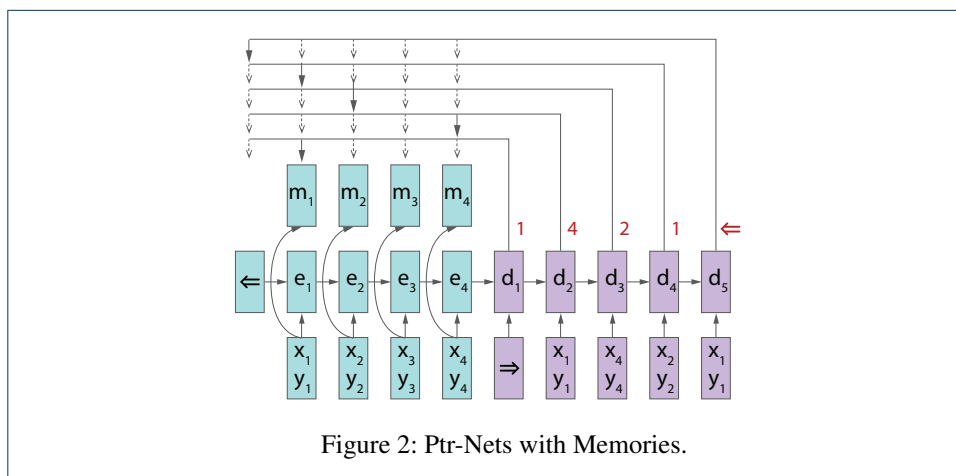 m₁ m₂ m₃ m₄
1 4 2 1 ⇐
⇐ e₁ e₂ e₃ e₄ d₁ d₂ d₃ d₄ d₅
x₁ x₂ x₃ x₄ ⇒ x₁ x₄ x₂ x₁
y₁ y₂ y₃ y₄ y₁ y₄ y₂ y₁
Figure 2: Ptr-Nets with Memories.